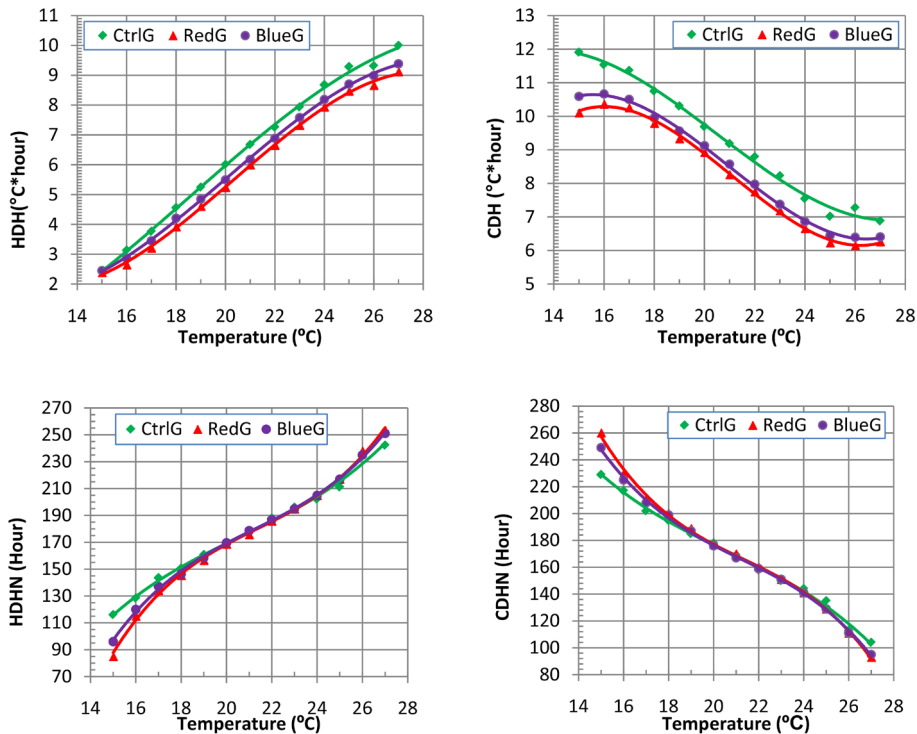 11
10
9
8
7
6
5
4
3
2
HDH(°C*hour)
CtrlG RedG BlueG
14 16 18 20 22 24 26 28
Temperature (⁰C)
13
12
11
10
9
8
7
6
5
CDH (°C*hour)
CtrlG RedG BlueG
14 16 18 20 22 24 26 28
Temperature (⁰C)
270
250
230
210
190
170
150
130
110
90
70
HDHN (Hour)
CtrlG RedG BlueG
14 16 18 20 22 24 26 28
Temperature (⁰C)
280
260
240
220
200
180
160
140
120
100
80
CDHN (Hour)
CtrlG RedG BlueG
14 16 18 20 22 24 26 28
Temperature (⁰C)